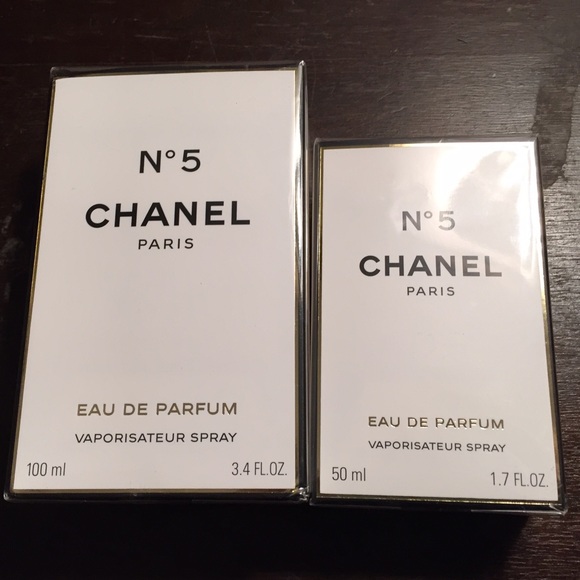 N°5
CHANEL
PARIS
EAU DE PARFUM
VAPORISATEUR SPRAY
100 ml 3.4 FL.OZ.
N°5
CHANEL
PARIS
EAU DE PARFUM
VAPORISATEUR SPRAY
50 ml 1.7 FL.OZ.